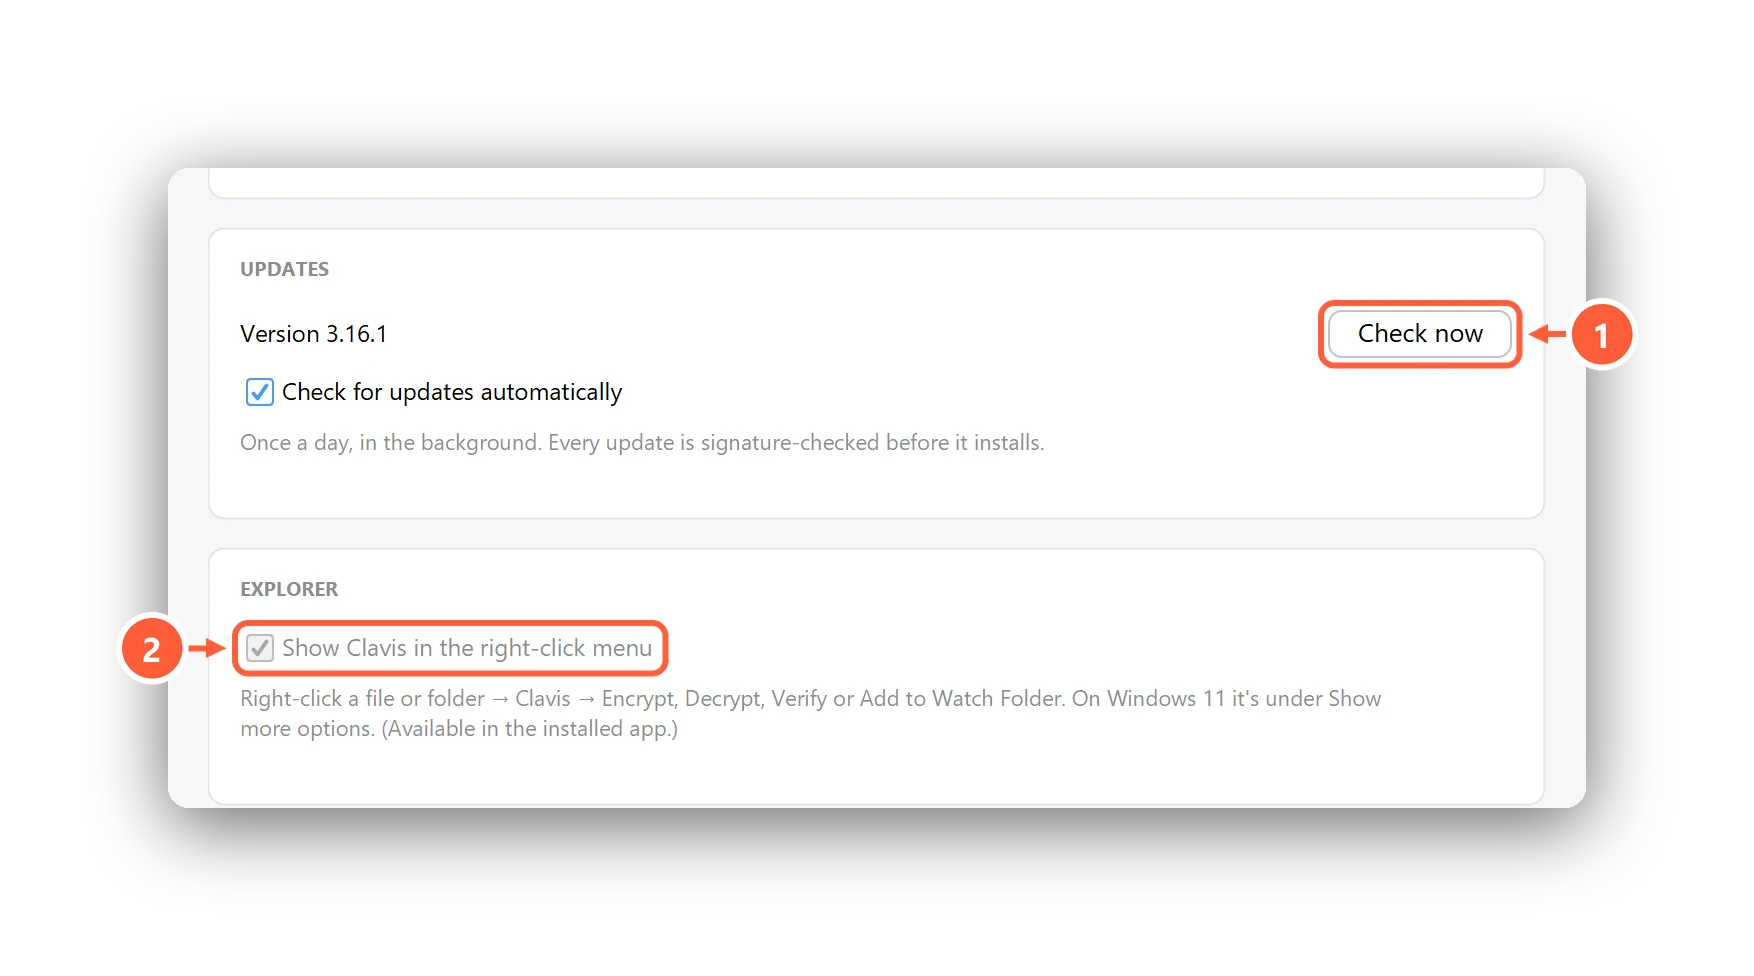 UPDATES
Version 3.16.1
Check now
1
Check for updates automatically
Once a day, in the background. Every update is signature-checked before it installs.
EXPLORER
2
Show Clavis in the right-click menu
Right-click a file or folder → Clavis → Encrypt, Decrypt, Verify or Add to Watch Folder. On Windows 11 it's under Show
more options. (Available in the installed app.)